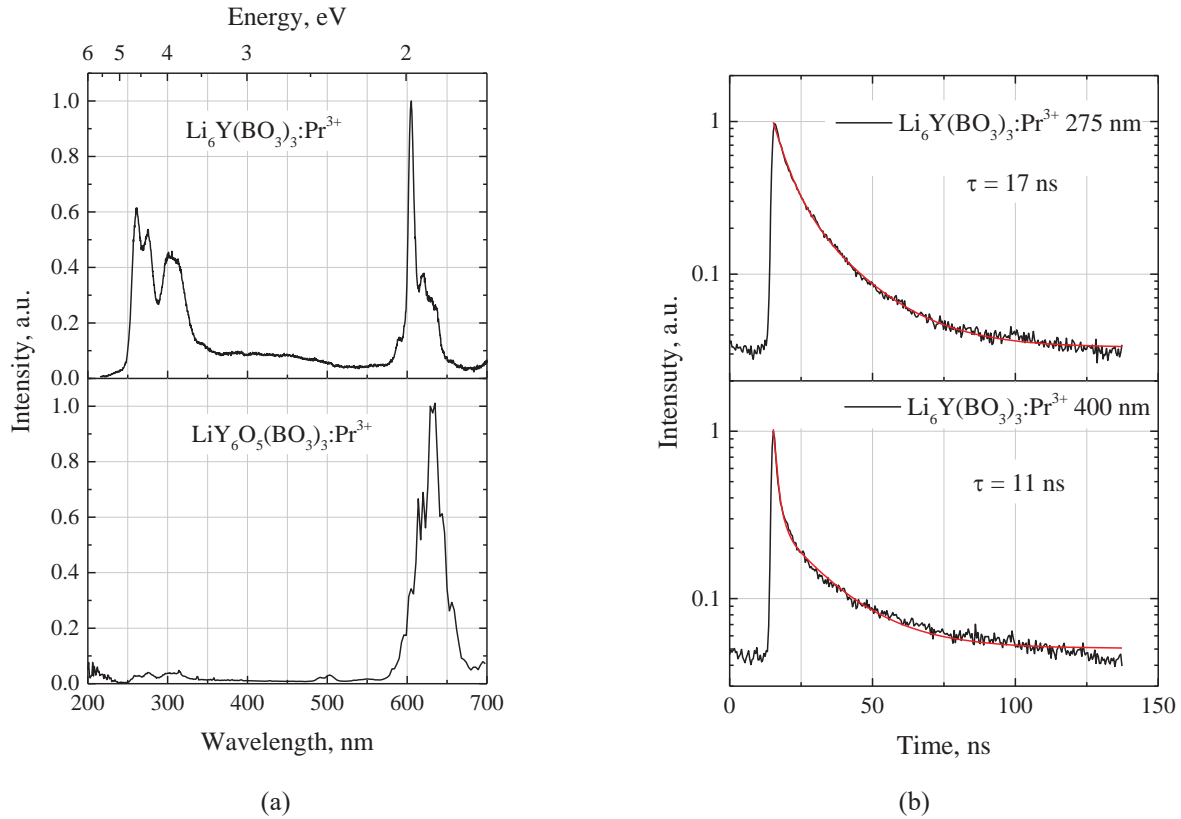 Energy, eV
6 5 4 3 2
1.0
Li₆Y(BO₃)₃:Pr³⁺
0.8
0.6
0.4
0.2
0.0
1.0
LiY₆O₅(BO₃)₃:Pr³⁺
0.8
0.6
0.4
0.2
0.0
Intensity, a.u.
200 300 400 500 600 700
Wavelength, nm
(a)
1
Li₆Y(BO₃)₃:Pr³⁺ 275 nm
τ = 17 ns
0.1
Li₆Y(BO₃)₃:Pr³⁺ 400 nm
1
τ = 11 ns
0.1
Intensuty, a.u.
0 50 100 150
Time, ns
(b)